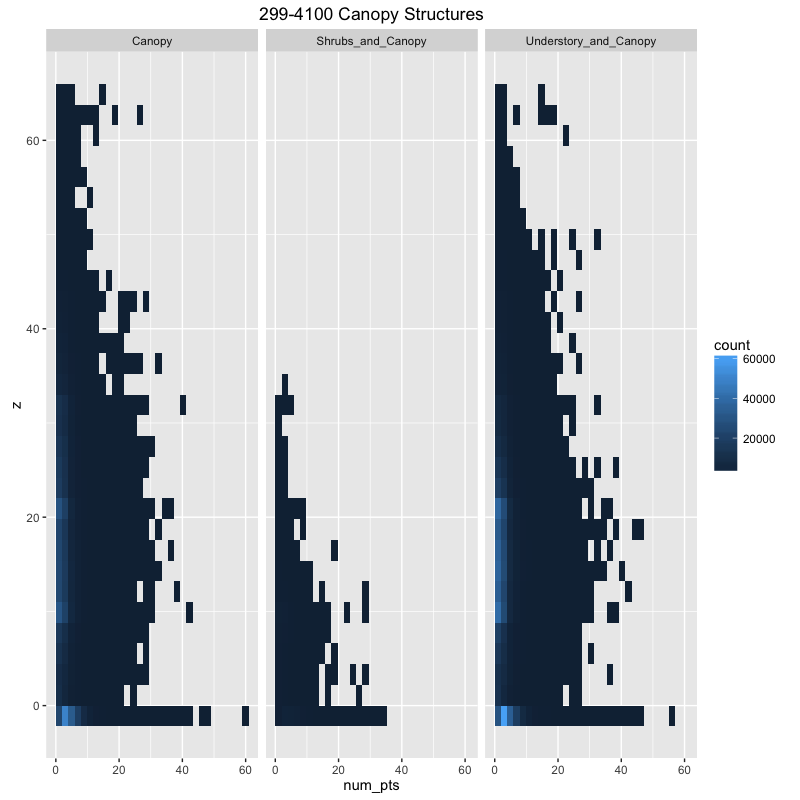 299-4100 Canopy Structures
Canopy Shrubs_and_Canopy Understory_and_Canopy
60
40
20
0
z
0 20 40 60 0 20 40 60 0 20 40 60
num_pts
count
60000
40000
20000